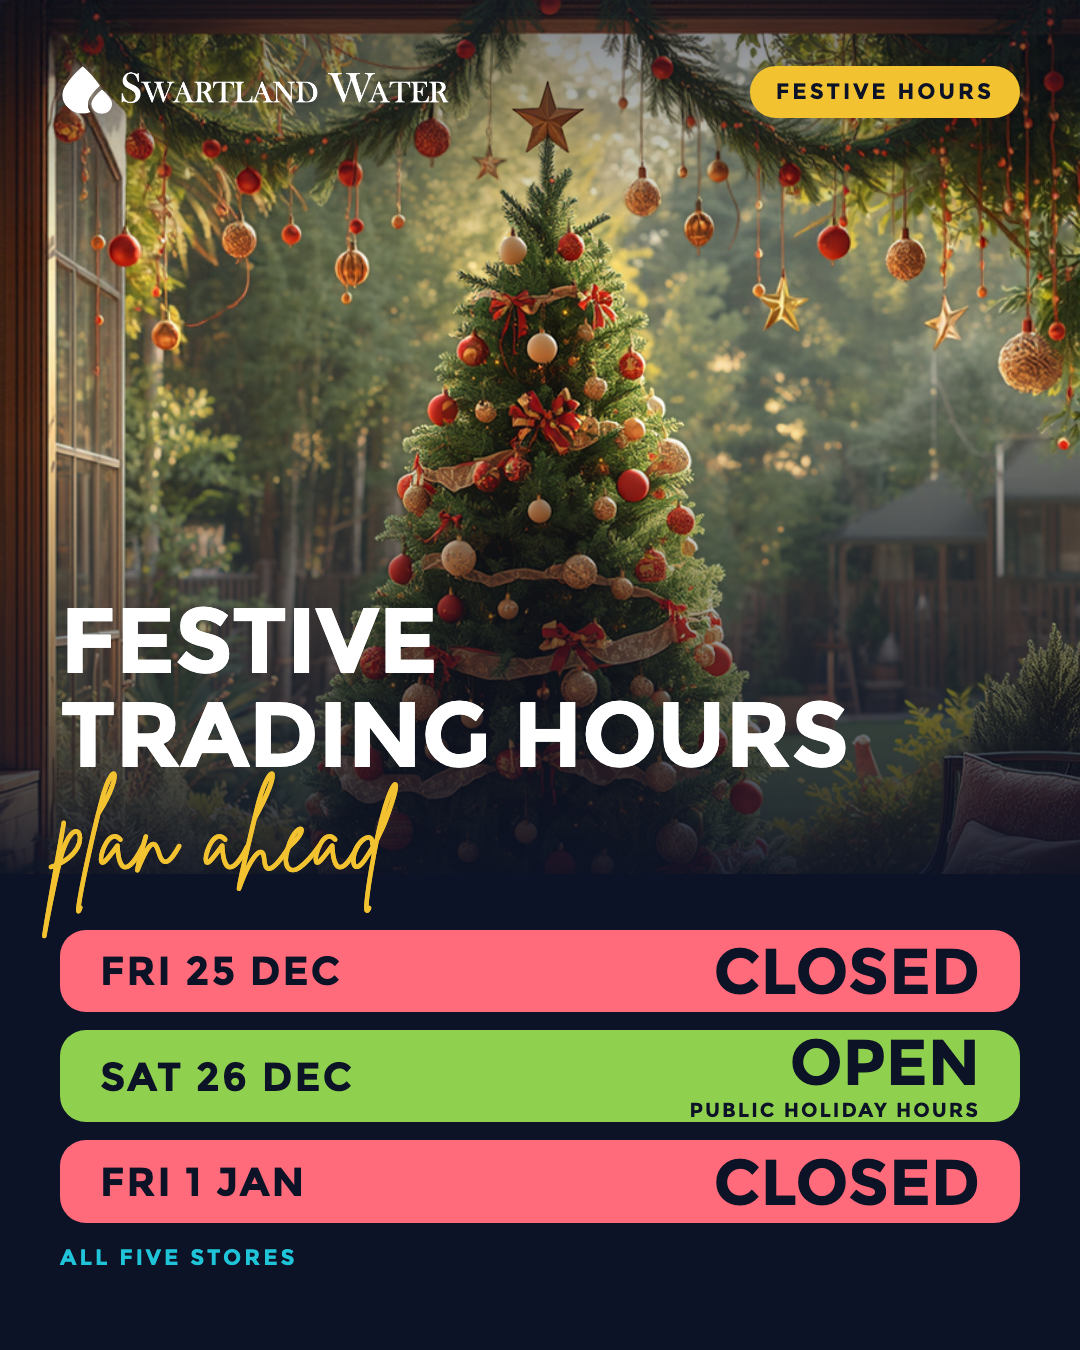 SWARTLAND WATER
FESTIVE HOURS
FESTIVE
TRADING HOURS
plan ahead
FRI 25 DEC
CLOSED
SAT 26 DEC
OPEN
PUBLIC HOLIDAY HOURS
FRI 1 JAN
CLOSED
ALL FIVE STORES